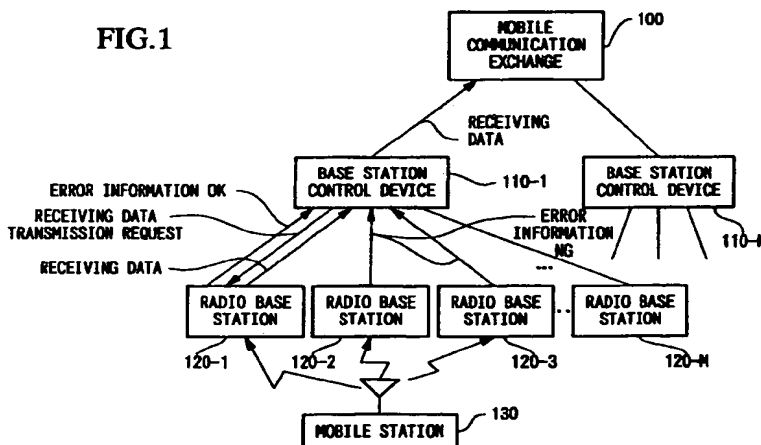 FIG.1
MOBILE
COMMUNICATION
EXCHANGE
100
RECEIVING
DATA
BASE STATION
CONTROL DEVICE
110-1
BASE STATION
CONTROL DEVICE
ERROR INFORMATION OK
RECEIVING DATA
TRANSMISSION REQUEST
RECEIVING DATA
ERROR
INFORMATION
NG
...
RADIO BASE
STATION
RADIO BASE
STATION
RADIO BASE
STATION
..
RADIO BASE
STATION
120-1
120-2
120-3
120-M
130
MOBILE STATION